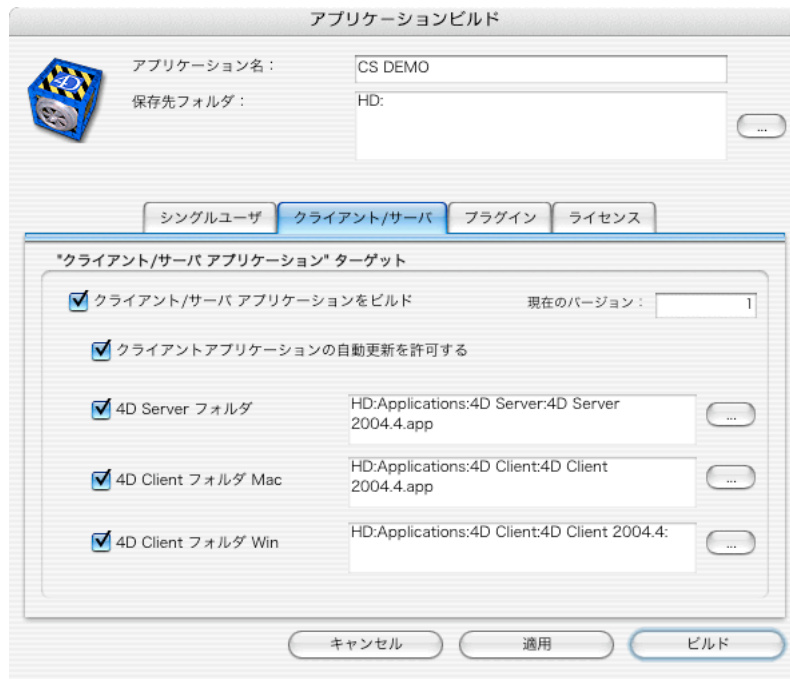 アプリケーションビルド
4D
アプリケーション名：
CS DEMO
保存先フォルダ：
HD:
...
シングルユーザ
クライアント/サーバ
プラグイン
ライセンス
"クライアント/サーバ アプリケーション" ターゲット
クライアント/サーバ アプリケーションをビルド
現在のバージョン：
1
クライアントアプリケーションの自動更新を許可する
4D Server フォルダ
HD:Applications:4D Server:4D Server
2004.4.app
...
4D Client フォルダ Mac
HD:Applications:4D Client:4D Client
2004.4.app
...
4D Client フォルダ Win
HD:Applications:4D Client:4D Client 2004.4:
...
キャンセル
適用
ビルド